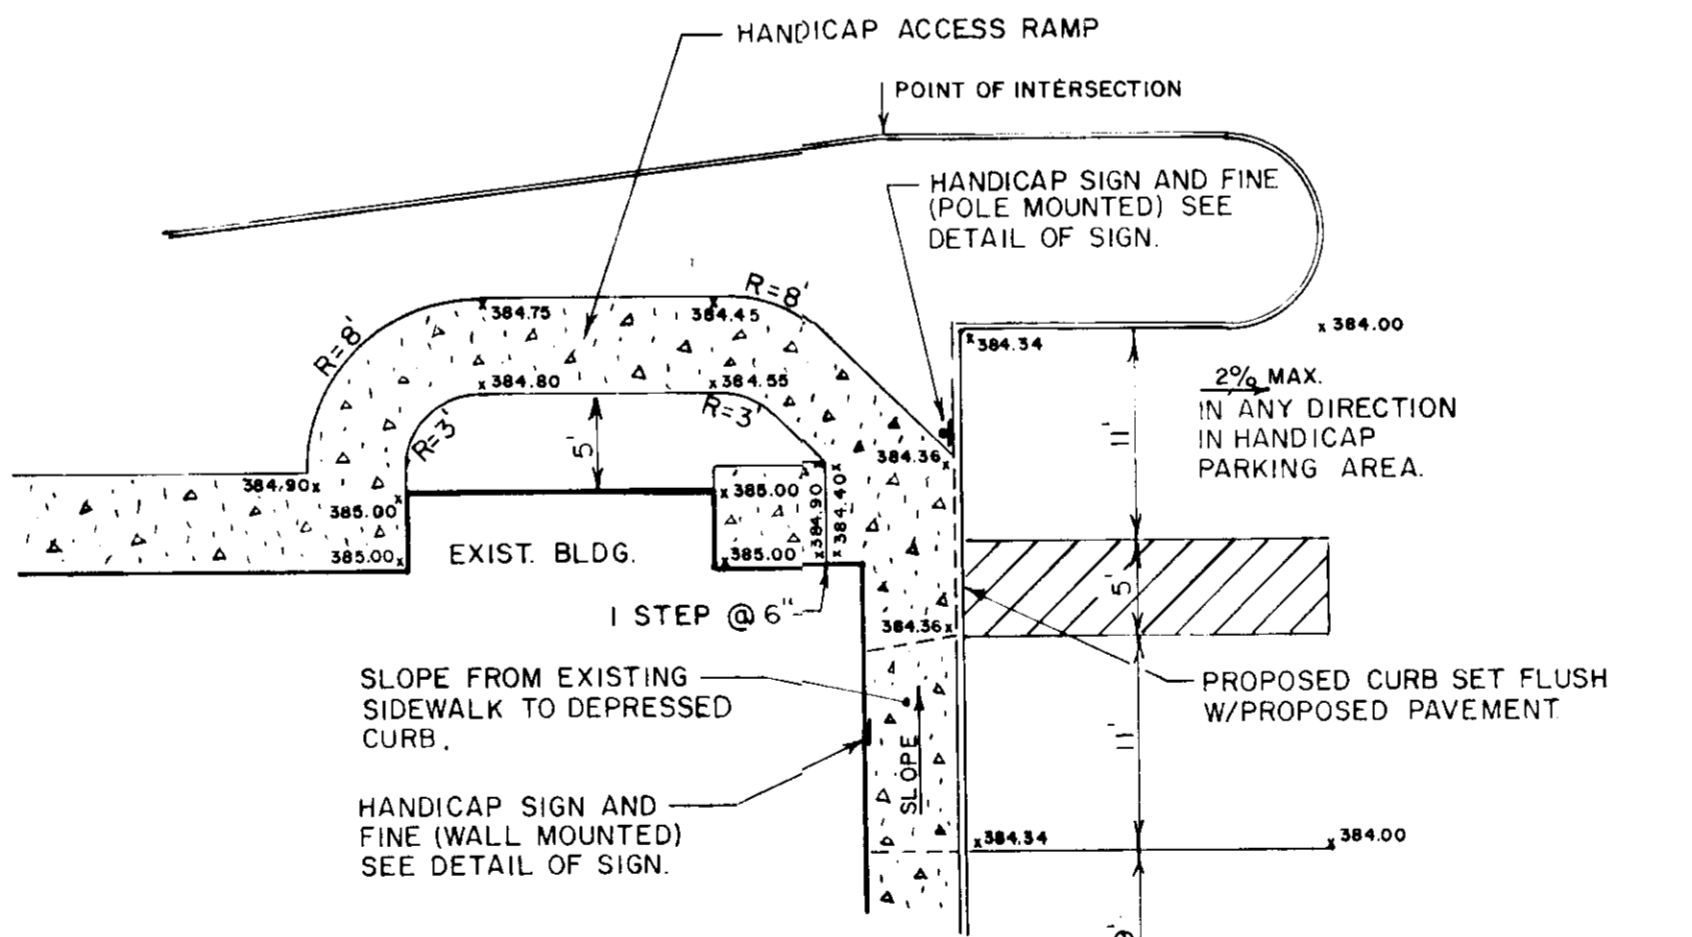 HANDICAP ACCESS RAMP
POINT OF INTERSECTION
HANDICAP SIGN AND FINE
(POLE MOUNTED) SEE
DETAIL OF SIGN.
R=8'
R=8'
384.75
384.45
384.34
384.00
2% MAX.
IN ANY DIRECTION
IN HANDICAP
PARKING AREA.
384.80
384.55
R=3'
R=3'
5'
11'
384.36
384.90
385.00
385.00
384.90
384.40
385.00
385.00
EXIST. BLDG.
5'
1 STEP @ 6"
384.36
SLOPE FROM EXISTING
SIDEWALK TO DEPRESSED
CURB.
PROPOSED CURB SET FLUSH
W/PROPOSED PAVEMENT
SLOPE
11'
HANDICAP SIGN AND
FINE (WALL MOUNTED)
SEE DETAIL OF SIGN.
384.34
384.00